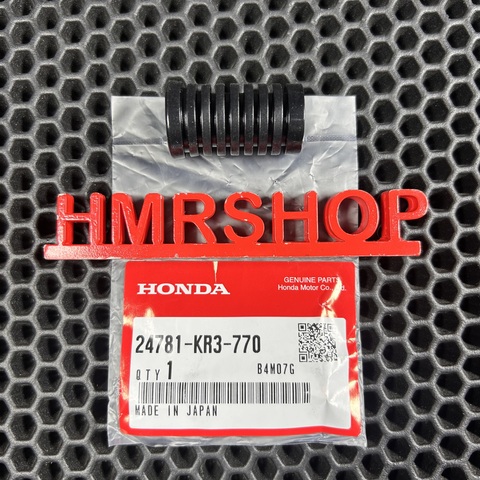 HMRSHOP
HONDA
GENUINE PARTS
Honda Motor Co., Ltd.
24781-KR3-770
QTY 1 B4M07G
MADE IN JAPAN